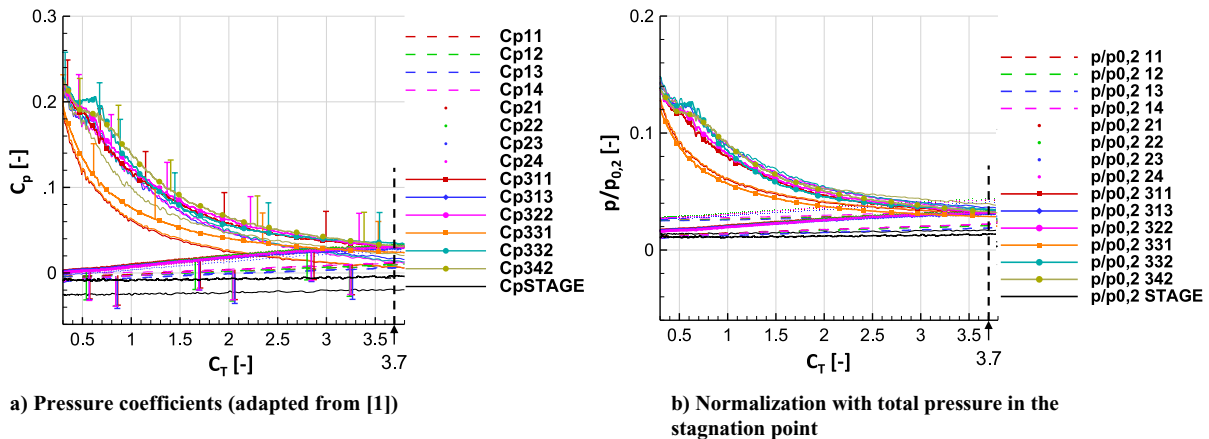 0.3
0.2
0.1
0
C_p [-]
0.5
1
1.5
2
2.5
3
3.5
C_T [-]
3.7
Cp11
Cp12
Cp13
Cp14
Cp21
Cp22
Cp23
Cp24
Cp311
Cp313
Cp322
Cp331
Cp332
Cp342
CpSTAGE
a) Pressure coefficients (adapted from [1])
0.2
0.1
0
p/p_0,2 [-]
0.5
1
1.5
2
2.5
3
3.5
C_T [-]
3.7
p/p0,2 11
p/p0,2 12
p/p0,2 13
p/p0,2 14
p/p0,2 21
p/p0,2 22
p/p0,2 23
p/p0,2 24
p/p0,2 311
p/p0,2 313
p/p0,2 322
p/p0,2 331
p/p0,2 332
p/p0,2 342
p/p0,2 STAGE
b) Normalization with total pressure in the
stagnation point